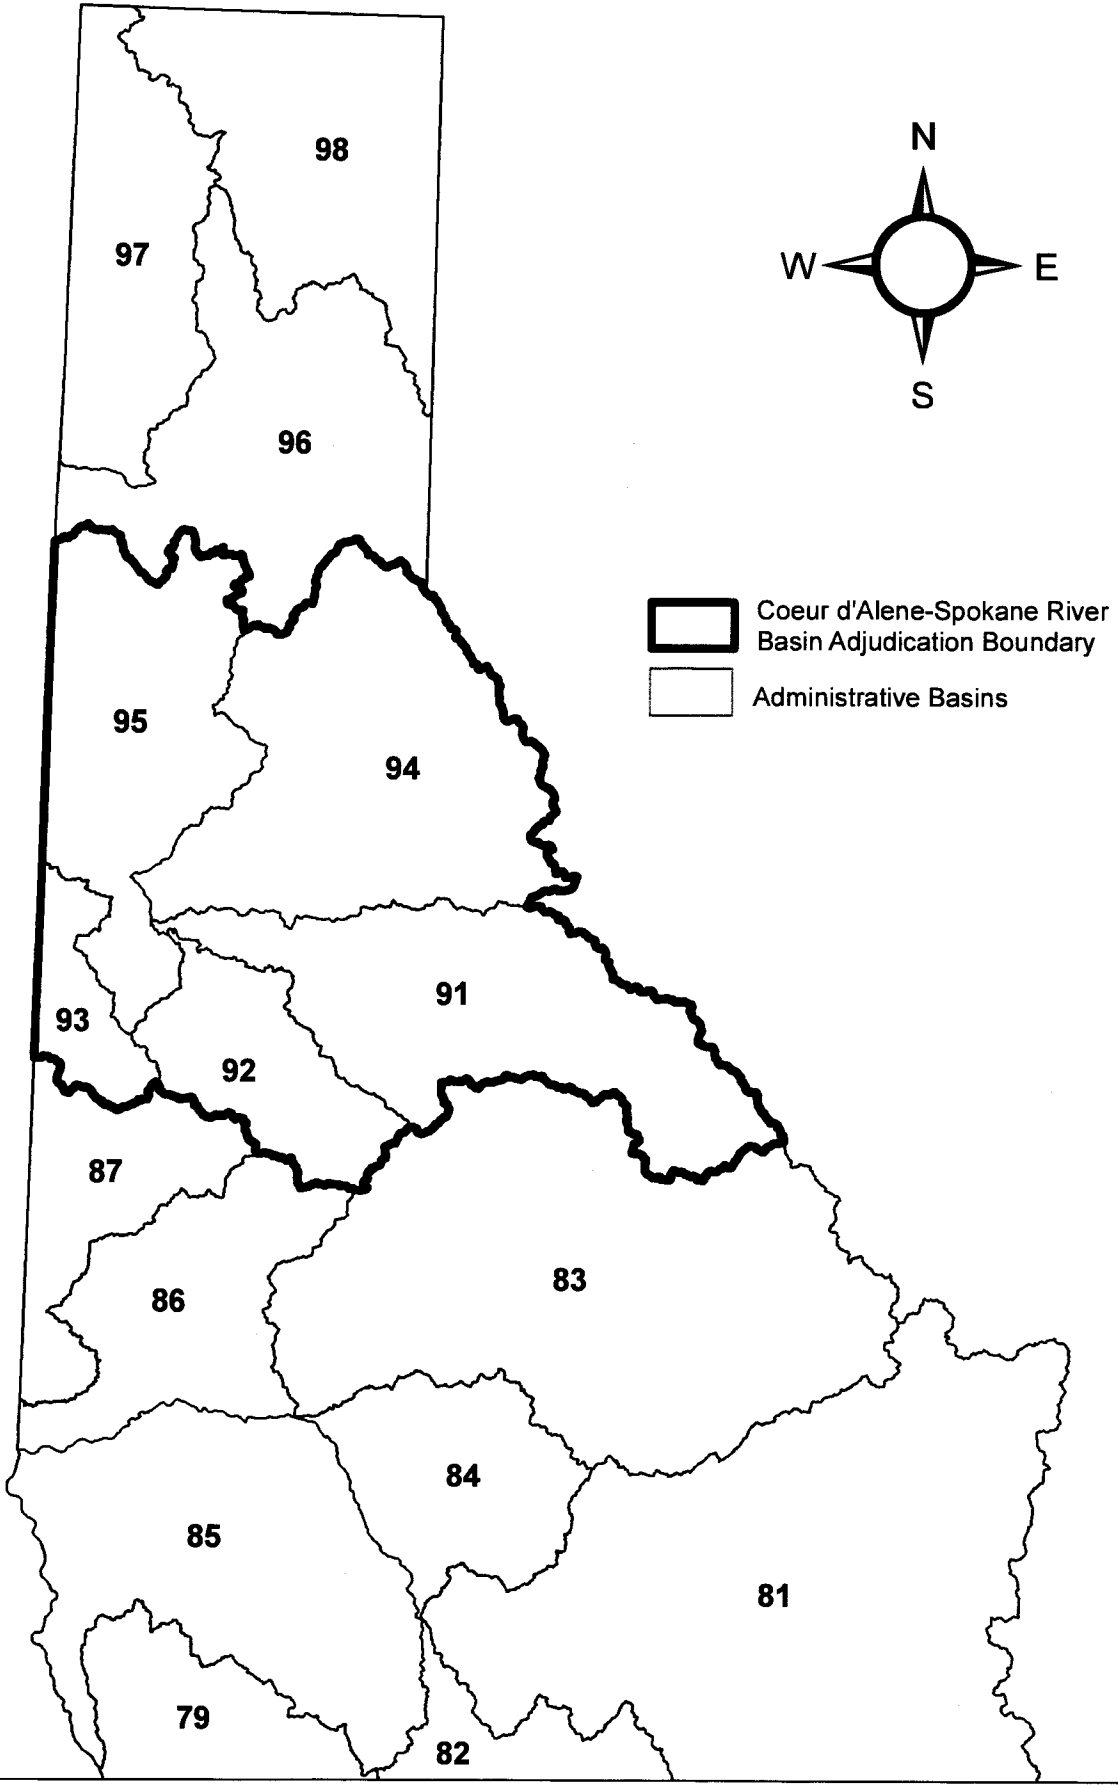 N
98
97
W
E
S
96
Coeur d'Alene-Spokane River
Basin Adjudication Boundary
Administrative Basins
95
94
91
93
92
87
83
86
84
85
81
79
82